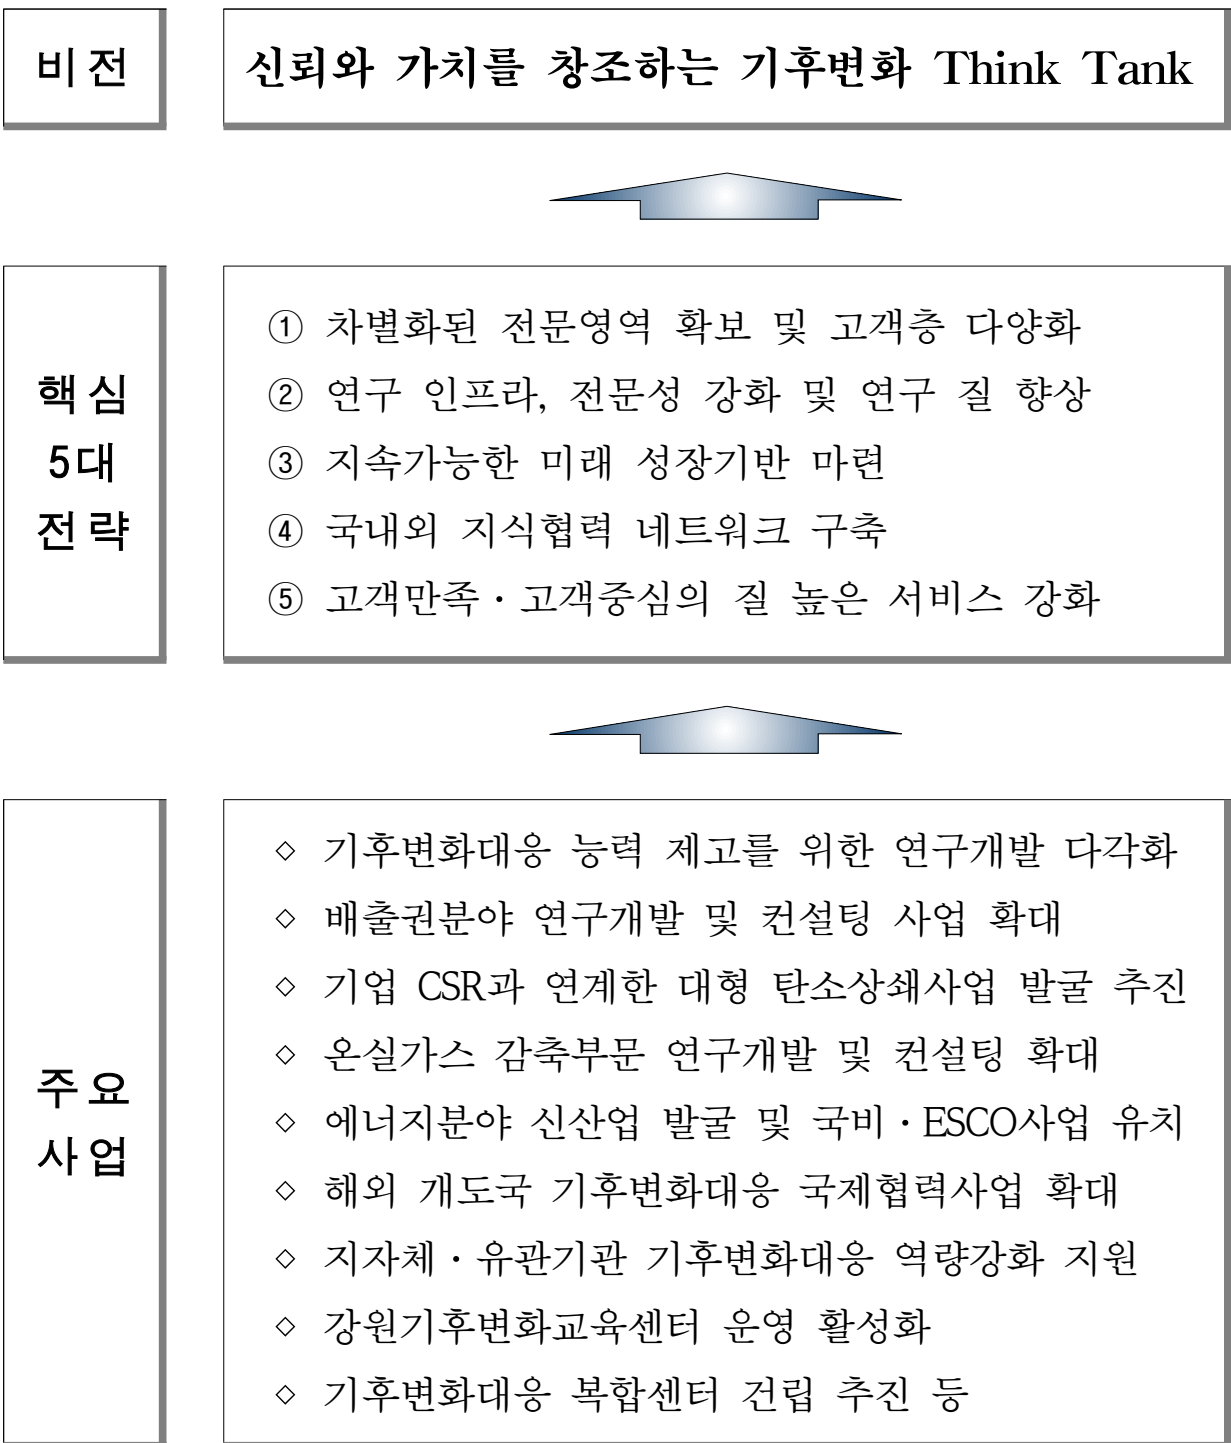 비전
신뢰와 가치를 창조하는 기후변화 Think Tank
핵심
5대
전략
① 차별화된 전문영역 확보 및 고객층 다양화
② 연구 인프라, 전문성 강화 및 연구 질 향상
③ 지속가능한 미래 성장기반 마련
④ 국내외 지식협력 네트워크 구축
⑤ 고객만족·고객중심의 질 높은 서비스 강화
주요
사업
◇ 기후변화대응 능력 제고를 위한 연구개발 다각화
◇ 배출권분야 연구개발 및 컨설팅 사업 확대
◇ 기업 CSR과 연계한 대형 탄소상쇄사업 발굴 추진
◇ 온실가스 감축부문 연구개발 및 컨설팅 확대
◇ 에너지분야 신산업 발굴 및 국비·ESCO사업 유치
◇ 해외 개도국 기후변화대응 국제협력사업 확대
◇ 지자체·유관기관 기후변화대응 역량강화 지원
◇ 강원기후변화교육센터 운영 활성화
◇ 기후변화대응 복합센터 건립 추진 등